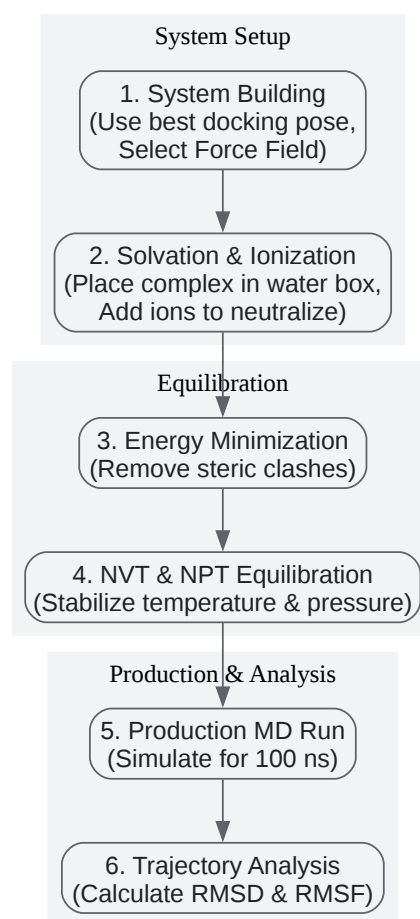 System Setup
1. System Building
(Use best docking pose,
Select Force Field)
2. Solvation & Ionization
(Place complex in water box,
Add ions to neutralize)
Equilibration
3. Energy Minimization
(Remove steric clashes)
4. NVT & NPT Equilibration
(Stabilize temperature & pressure)
Production & Analysis
5. Production MD Run
(Simulate for 100 ns)
6. Trajectory Analysis
(Calculate RMSD & RMSF)